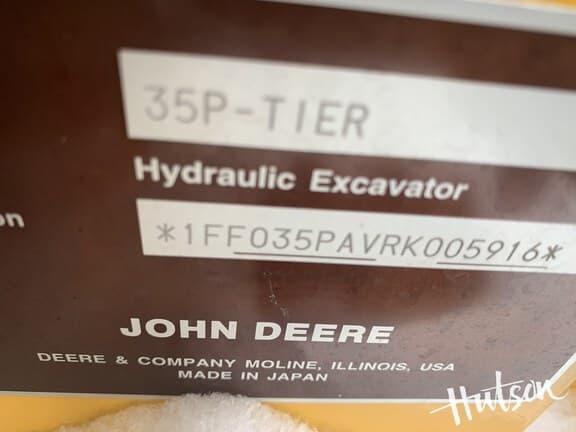 35P-TIER
Hydraulic Excavator
on
*1FF035PAVRK005916*
JOHN DEERE
DEERE & COMPANY MOLINE, ILLINOIS, USA
MADE IN JAPAN
Hutson